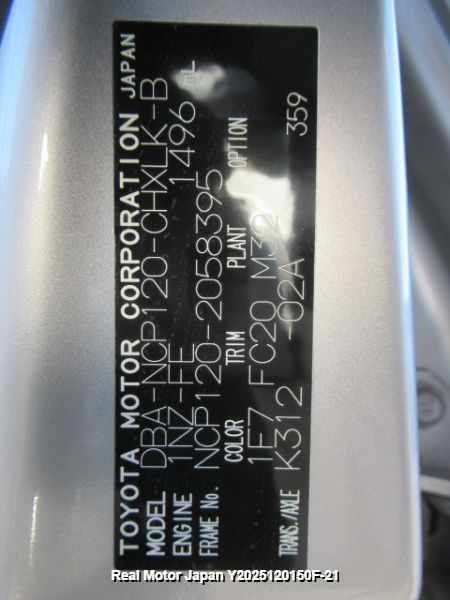 TOYOTA MOTOR CORPORATION JAPAN
MODEL DBA-NCP120-CHXLK-B
ENGINE 1NZ-FE 1496 mL
FRAME No. NCP120-2058395
COLOR TRIM PLANT OPTION
1F7 FC20 M32
TRANS./AXLE K312 -02A 359
Real Motor Japan Y2025120150F-21